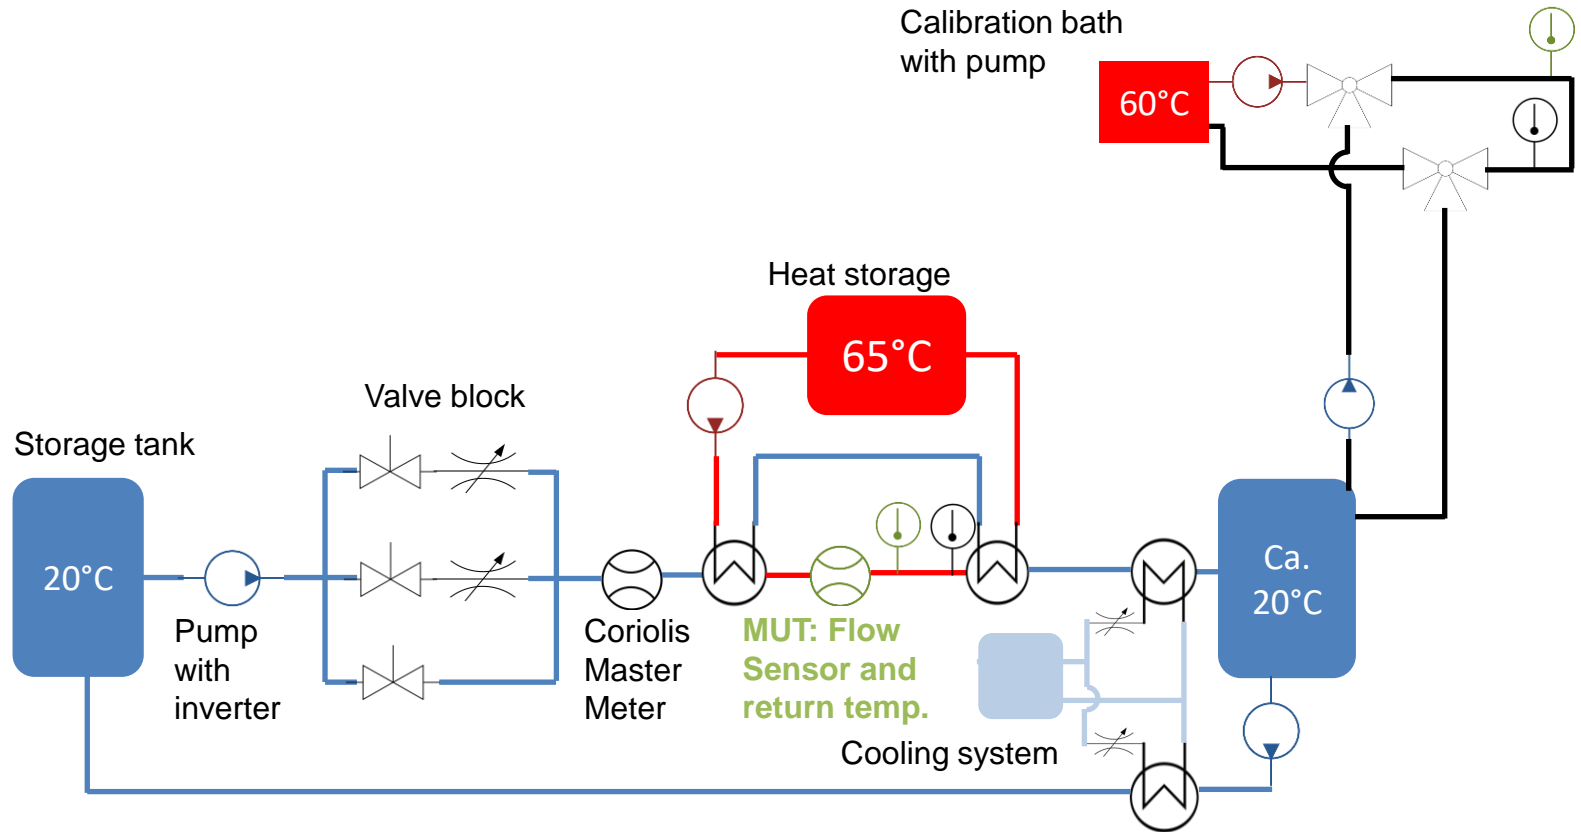 Calibration bath
with pump
60°C
Heat storage
65°C
Valve block
Storage tank
20°C
Ca.
20°C
Pump
with
inverter
Coriolis
Master
Meter
MUT: Flow
Sensor and
return temp.
Cooling system